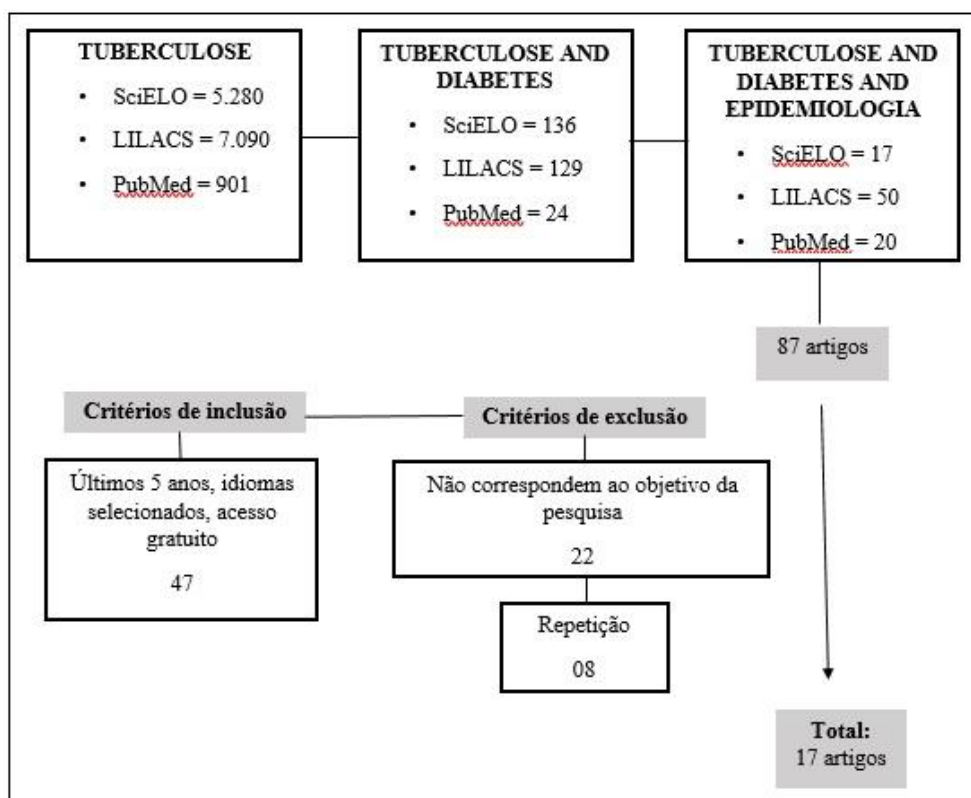 TUBERCULOSE
• SciELO = 5.280
• LILACS = 7.090
• PubMed = 901
TUBERCULOSE AND
DIABETES
• SciELO = 136
• LILACS = 129
• PubMed = 24
TUBERCULOSE AND
DIABETES AND
EPIDEMIOLOGIA
• SciELO = 17
• LILACS = 50
• PubMed = 20
87 artigos
Critérios de inclusão
Últimos 5 anos, idiomas
selecionados, acesso
gratuito
47
Critérios de exclusão
Não correspondem ao objetivo da
pesquisa
22
Repetição
08
Total:
17 artigos